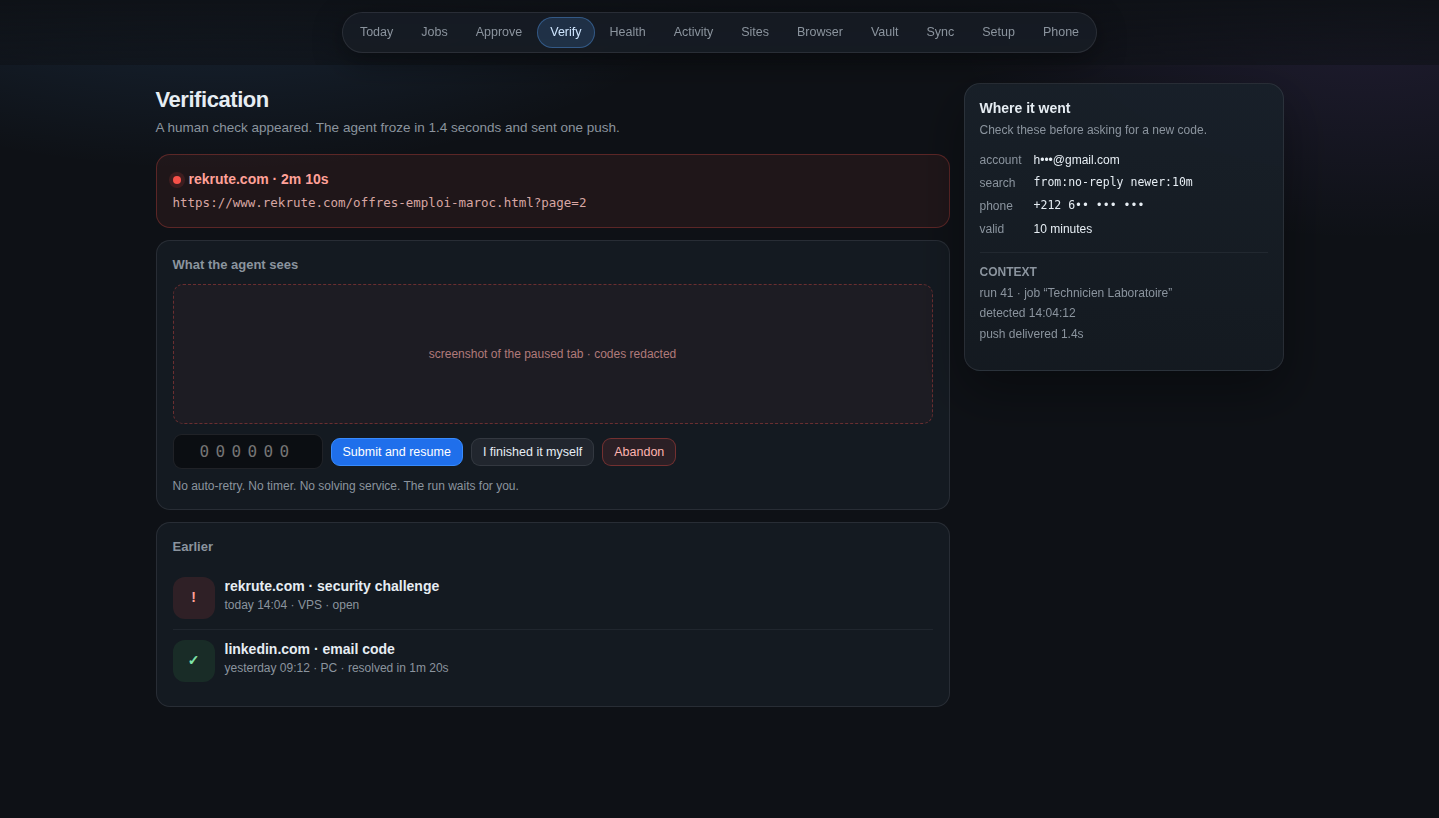 Today Jobs Approve Verify Health Activity Sites Browser Vault Sync Setup Phone
Verification
A human check appeared. The agent froze in 1.4 seconds and sent one push.
rekrute.com · 2m 10s
https://www.rekrute.com/offres-emploi-maroc.html?page=2
What the agent sees
screenshot of the paused tab · codes redacted
000000 Submit and resume I finished it myself Abandon
No auto-retry. No timer. No solving service. The run waits for you.
Earlier
! rekrute.com · security challenge
today 14:04 · VPS · open
✓ linkedin.com · email code
yesterday 09:12 · PC · resolved in 1m 20s
Where it went
Check these before asking for a new code.
account h•••@gmail.com
search from:no-reply newer:10m
phone +212 6•• ••• •••
valid 10 minutes
CONTEXT
run 41 · job “Technicien Laboratoire”
detected 14:04:12
push delivered 1.4s